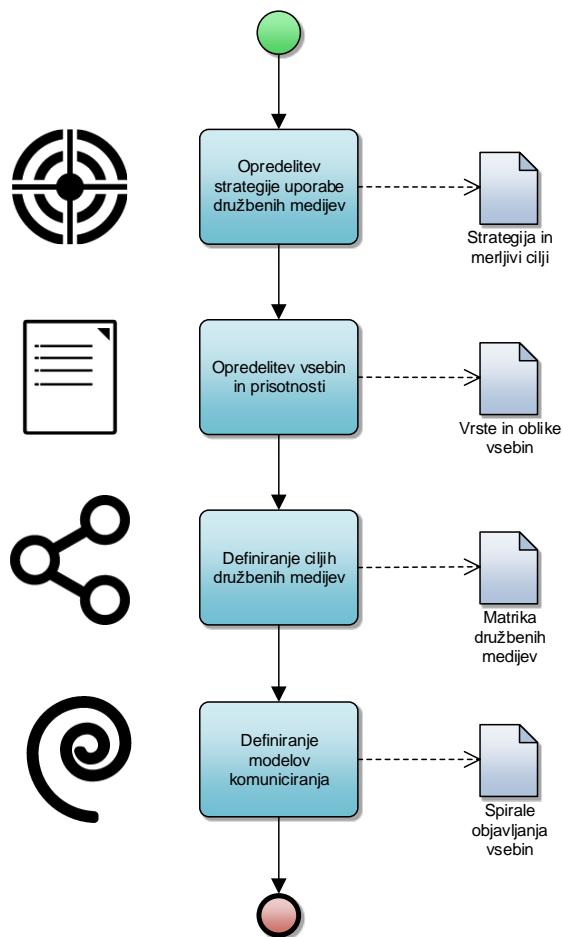 Opredelitev
strategije uporabe
družbenih medijev
Strategija in
merljivi cilji
Opredelitev vsebin
in prisotnosti
Vrste in oblike
vsebin
Definiranje ciljih
družbenih medijev
Matrika
družbenih
medijev
Definiranje
modelov
komuniciranja
Spirale
objavljanja
vsebin